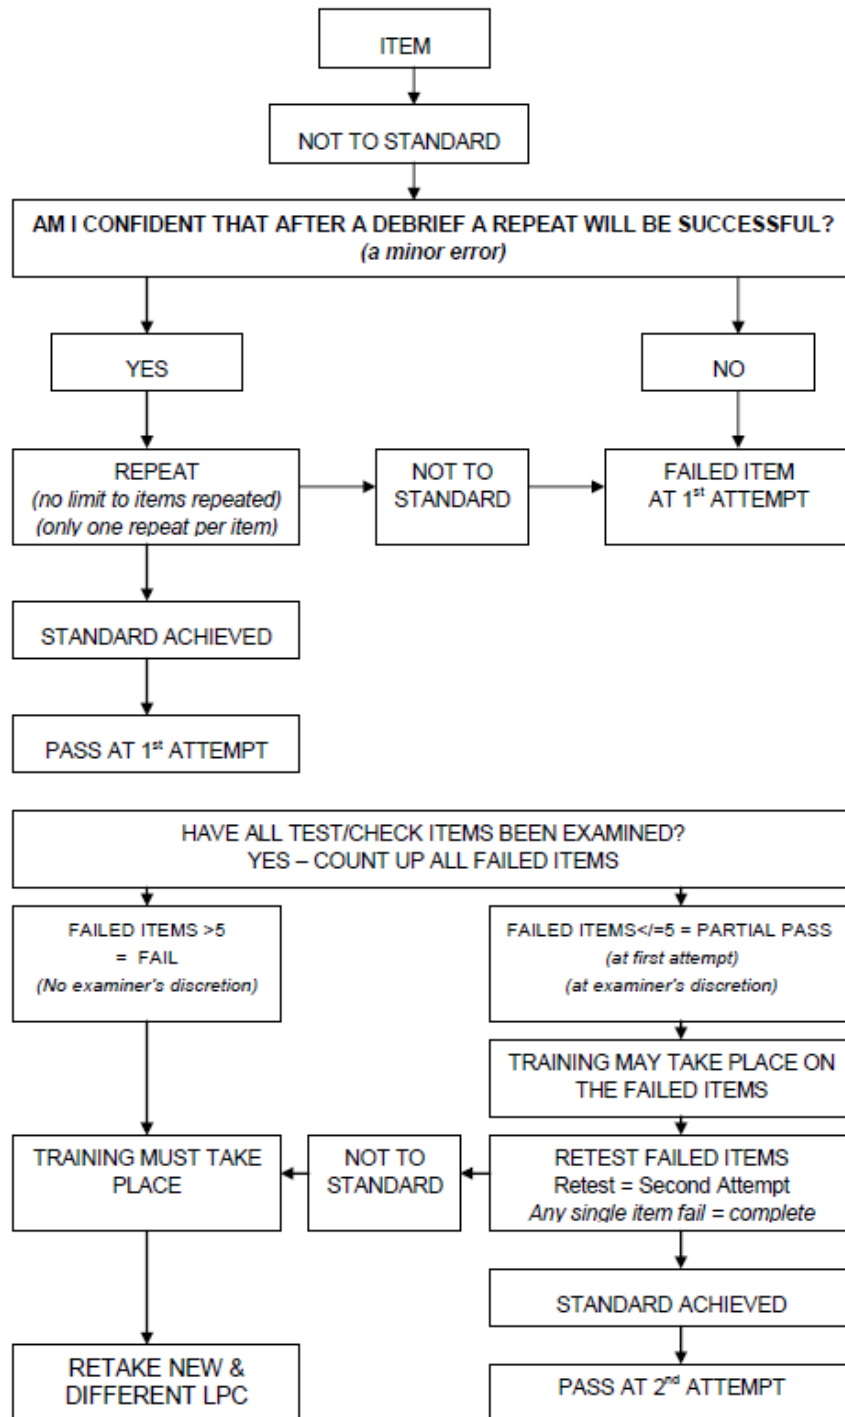 ITEM
NOT TO STANDARD
AM I CONFIDENT THAT AFTER A DEBRIEF A REPEAT WILL BE SUCCESSFUL?
(a minor error)
YES
NO
REPEAT
(no limit to items repeated)
(only one repeat per item)
NOT TO
STANDARD
FAILED ITEM
AT 1st ATTEMPT
STANDARD ACHIEVED
PASS AT 1st ATTEMPT
HAVE ALL TEST/CHECK ITEMS BEEN EXAMINED?
YES – COUNT UP ALL FAILED ITEMS
FAILED ITEMS >5
= FAIL
(No examiner's discretion)
FAILED ITEMS</=5 = PARTIAL PASS
(at first attempt)
(at examiner's discretion)
TRAINING MAY TAKE PLACE ON
THE FAILED ITEMS
TRAINING MUST TAKE
PLACE
NOT TO
STANDARD
RETEST FAILED ITEMS
Retest = Second Attempt
Any single item fail = complete
STANDARD ACHIEVED
RETAKE NEW &
DIFFERENT LPC
PASS AT 2nd ATTEMPT